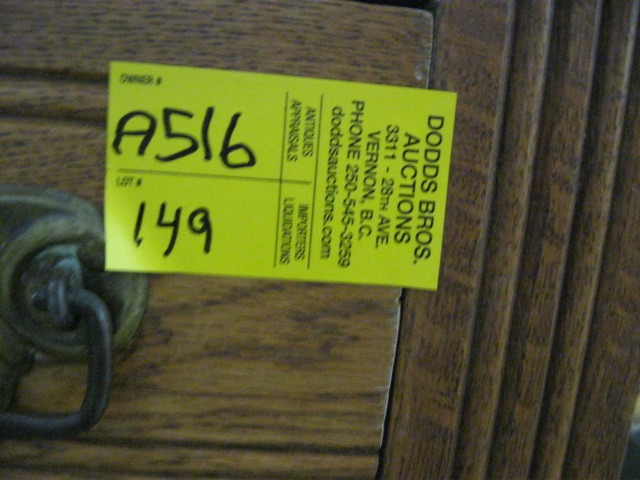 DODDS BROS.
AUCTIONS
3311 - 28TH AVE.
VERNON, B.C.
PHONE 250-545-3259
doddsauctions.com
ANTIQUES
APPRAISALS
IMPORTERS
LIQUIDATIONS
OWNER #
A516
LOT #
149